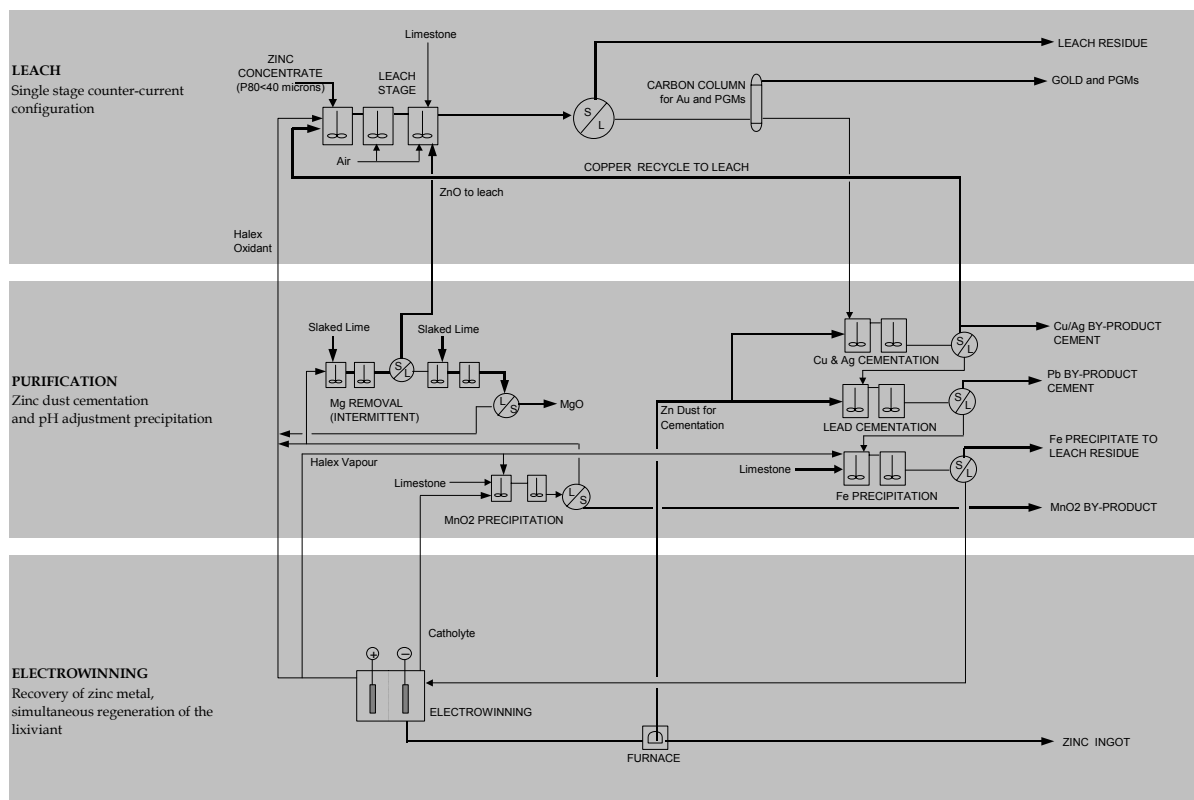 LEACH
Single stage counter-current
configuration
ZINC
CONCENTRATE
(P80<40 microns)
LEACH
STAGE
Limestone
Air
S
L
CARBON COLUMN
for Au and PGMs
LEACH RESIDUE
GOLD and PGMs
COPPER RECYCLE TO LEACH
ZnO to leach
Halex
Oxidant
PURIFICATION
Zinc dust cementation
and pH adjustment precipitation
Slaked Lime
Slaked Lime
S
L
Mg REMOVAL
(INTERMITTENT)
L
S
MgO
Halex Vapour
Limestone
L
S
MnO2 PRECIPITATION
Zn Dust for
Cementation
S
L
Cu & Ag CEMENTATION
Cu/Ag BY-PRODUCT
CEMENT
S
L
LEAD CEMENTATION
Pb BY-PRODUCT
CEMENT
Limestone
S
L
Fe PRECIPITATION
Fe PRECIPITATE TO
LEACH RESIDUE
MnO2 BY-PRODUCT
ELECTROWINNING
Recovery of zinc metal,
simultaneous regeneration of the
lixiviant
Catholyte
+
−
ELECTROWINNING
FURNACE
ZINC INGOT